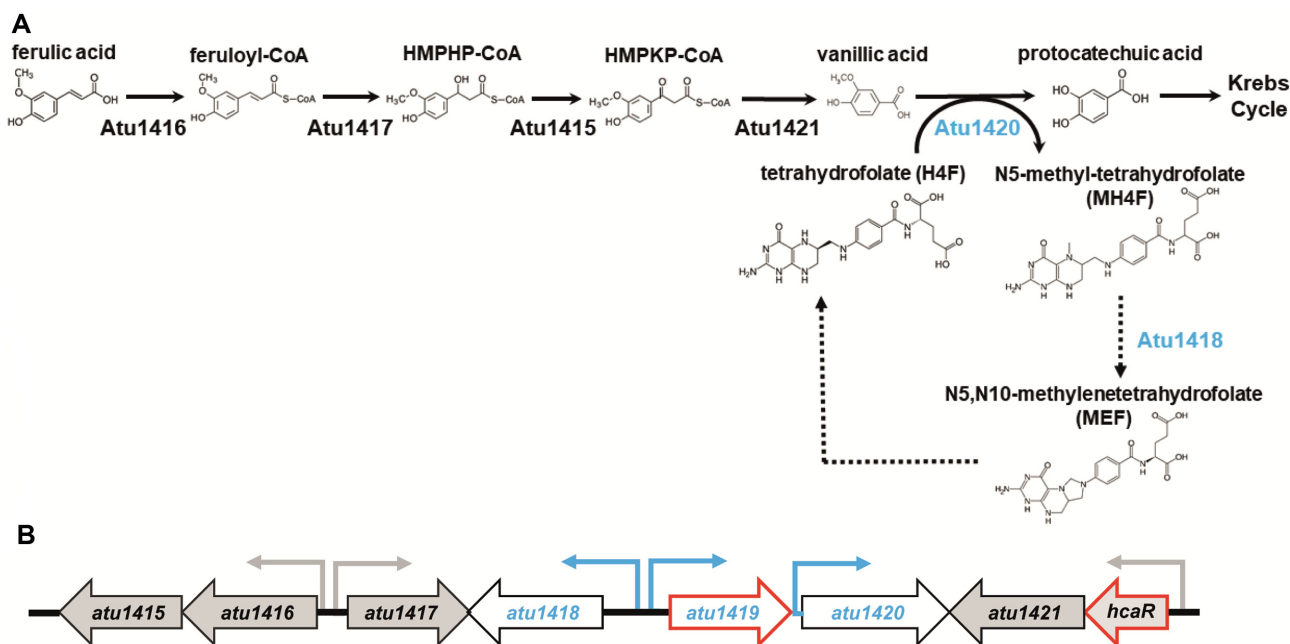 A
ferulic acid
feruloyl-CoA
HMPHP-CoA
HMPKP-CoA
vanillic acid
protocatechuic acid
Krebs
Cycle
Atu1416
Atu1417
Atu1415
Atu1421
Atu1420
tetrahydrofolate (H4F)
N5-methyl-tetrahydrofolate
(MH4F)
Atu1418
N5,N10-methylenetetrahydrofolate
(MEF)
B
atu1415
atu1416
atu1417
atu1418
atu1419
atu1420
atu1421
hcaR